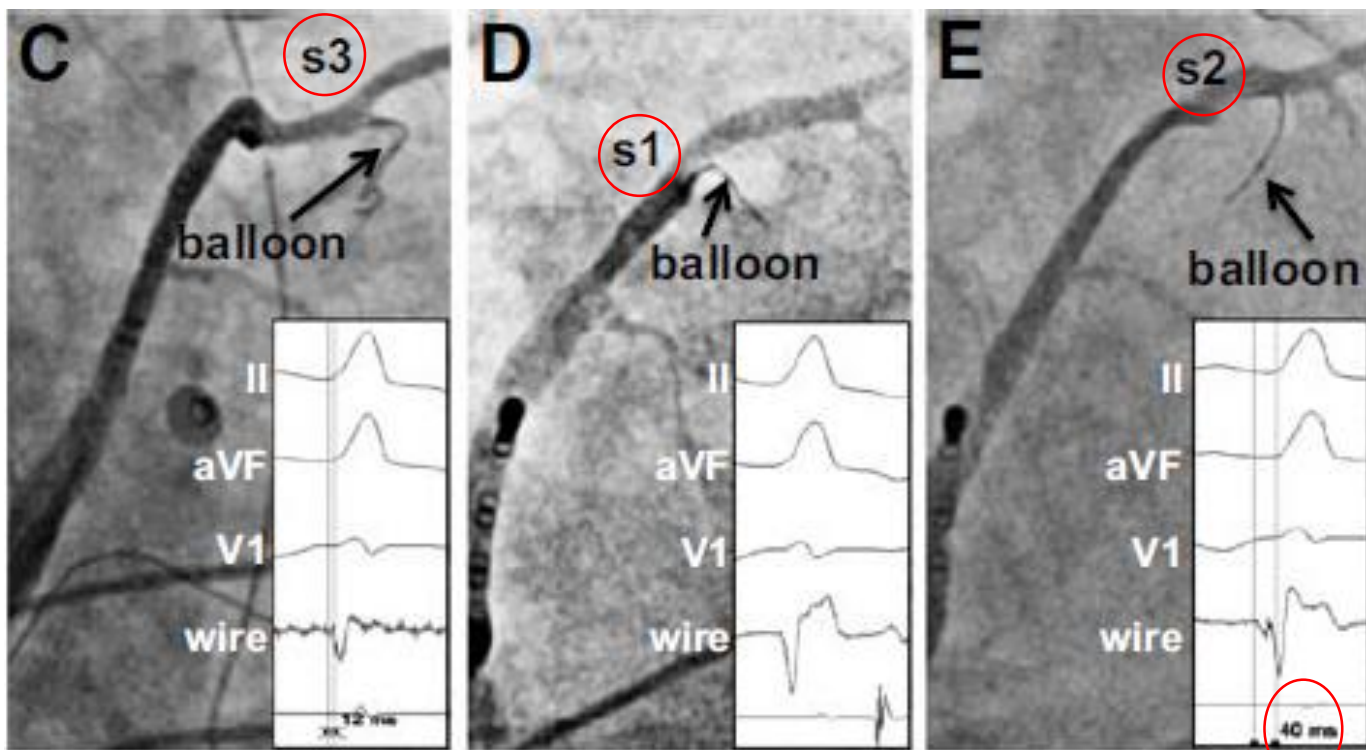 C
s3
balloon
II
aVF
V1
wire
12 ms
D
s1
balloon
II
aVF
V1
wire
E
s2
balloon
II
aVF
V1
wire
40 ms